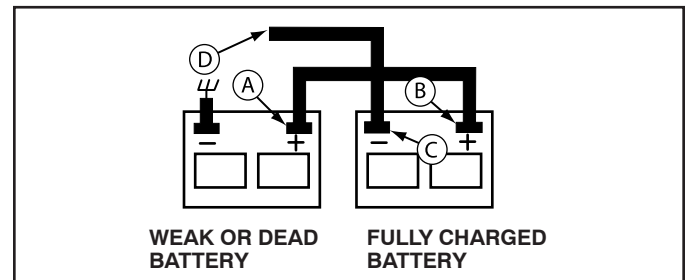 D
A
B
C
− + − +
WEAK OR DEAD BATTERY
FULLY CHARGED BATTERY